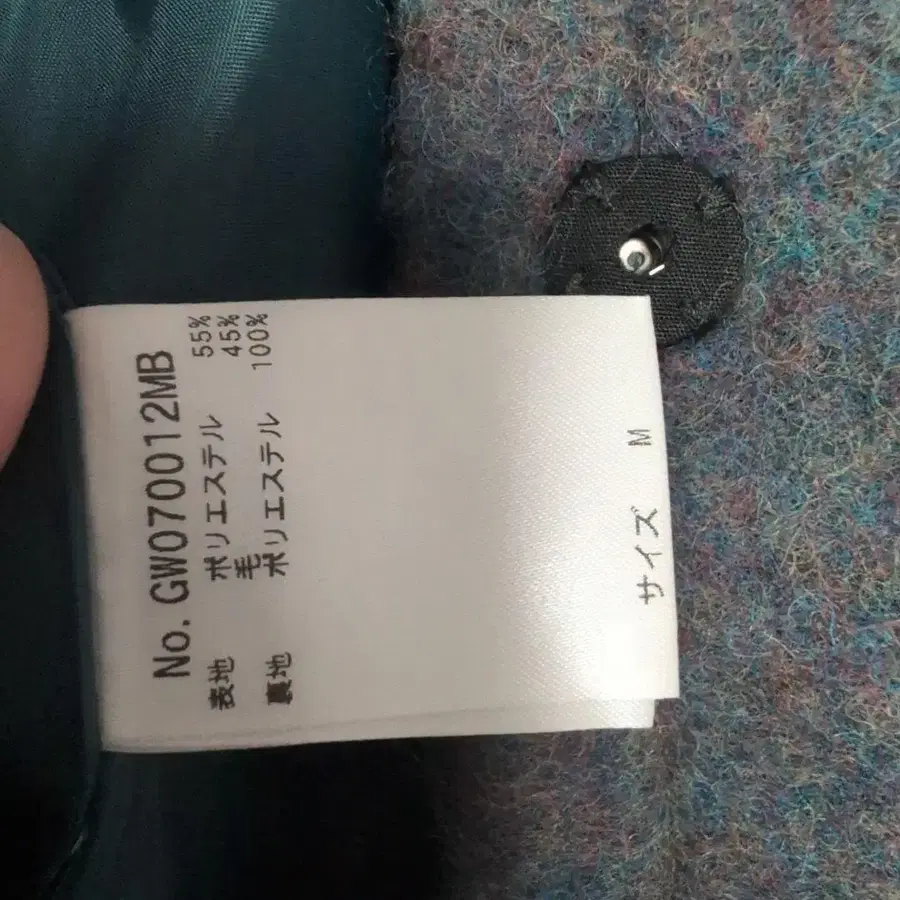 No. GW070012MB
表地 ポリエステル 55%
毛 45%
裏地 ポリエステル 100%
サイズ M